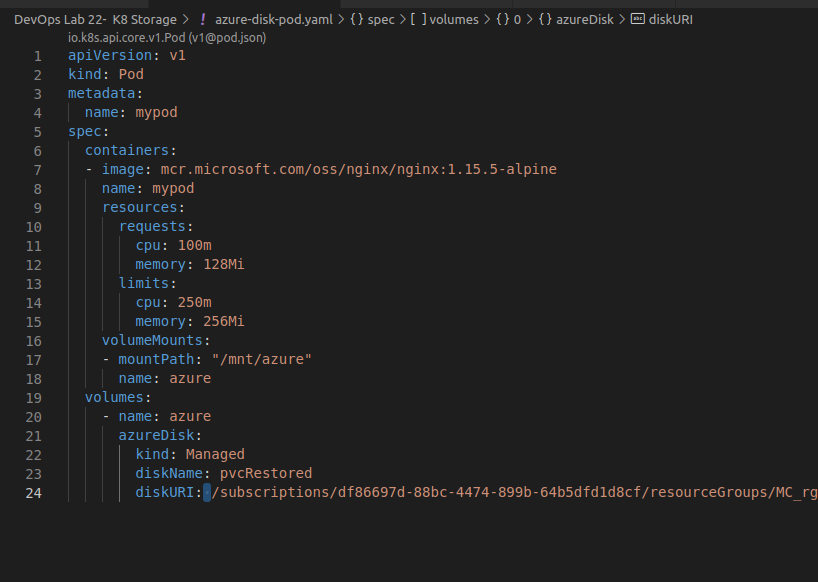 DevOps Lab 22- K8 Storage > ! azure-disk-pod.yaml > {} spec > [ ] volumes > {} 0 > {} azureDisk > abc diskURI
io.k8s.api.core.v1.Pod (v1@pod.json)
1 apiVersion: v1
2 kind: Pod
3 metadata:
4   name: mypod
5 spec:
6   containers:
7   - image: mcr.microsoft.com/oss/nginx/nginx:1.15.5-alpine
8     name: mypod
9     resources:
10       requests:
11         cpu: 100m
12         memory: 128Mi
13       limits:
14         cpu: 250m
15         memory: 256Mi
16     volumeMounts:
17     - mountPath: "/mnt/azure"
18       name: azure
19   volumes:
20     - name: azure
21       azureDisk:
22         kind: Managed
23         diskName: pvcRestored
24         diskURI: /subscriptions/df86697d-88bc-4474-899b-64b5dfd1d8cf/resourceGroups/MC_rg